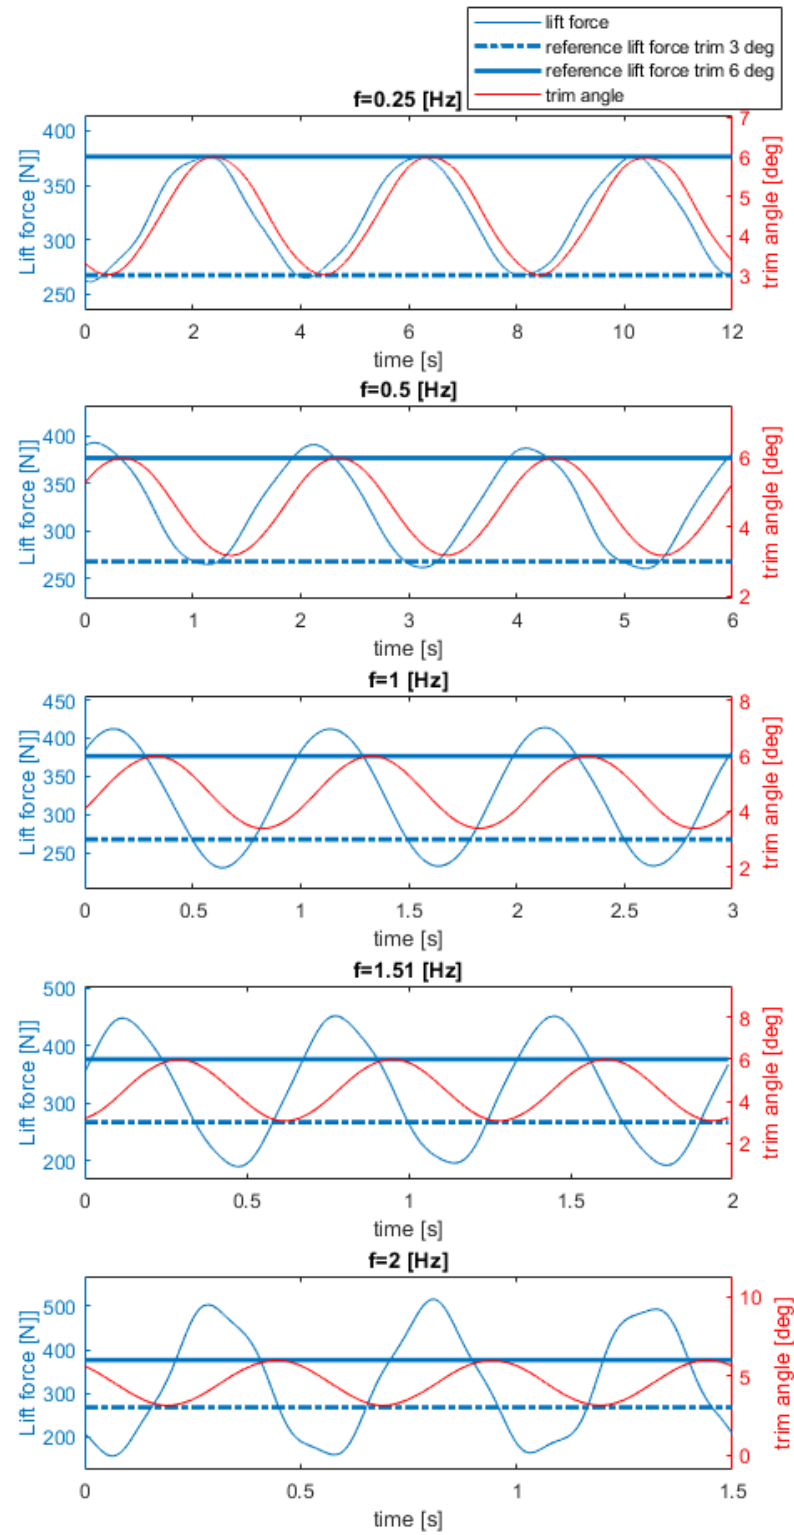 lift force
reference lift force trim 3 deg
reference lift force trim 6 deg
trim angle
f=0.25 [Hz]
400
350
300
250
Lift force [N]]
7
6
5
4
3
trim angle [deg]
0 2 4 6 8 10 12
time [s]
f=0.5 [Hz]
400
350
300
250
Lift force [N]]
6
4
2
trim angle [deg]
0 1 2 3 4 5 6
time [s]
f=1 [Hz]
450
400
350
300
250
Lift force [N]]
8
6
4
2
trim angle [deg]
0 0.5 1 1.5 2 2.5 3
time [s]
f=1.51 [Hz]
500
400
300
200
Lift force [N]]
8
6
4
2
trim angle [deg]
0 0.5 1 1.5 2
time [s]
f=2 [Hz]
500
400
300
200
Lift force [N]]
10
5
0
trim angle [deg]
0 0.5 1 1.5
time [s]